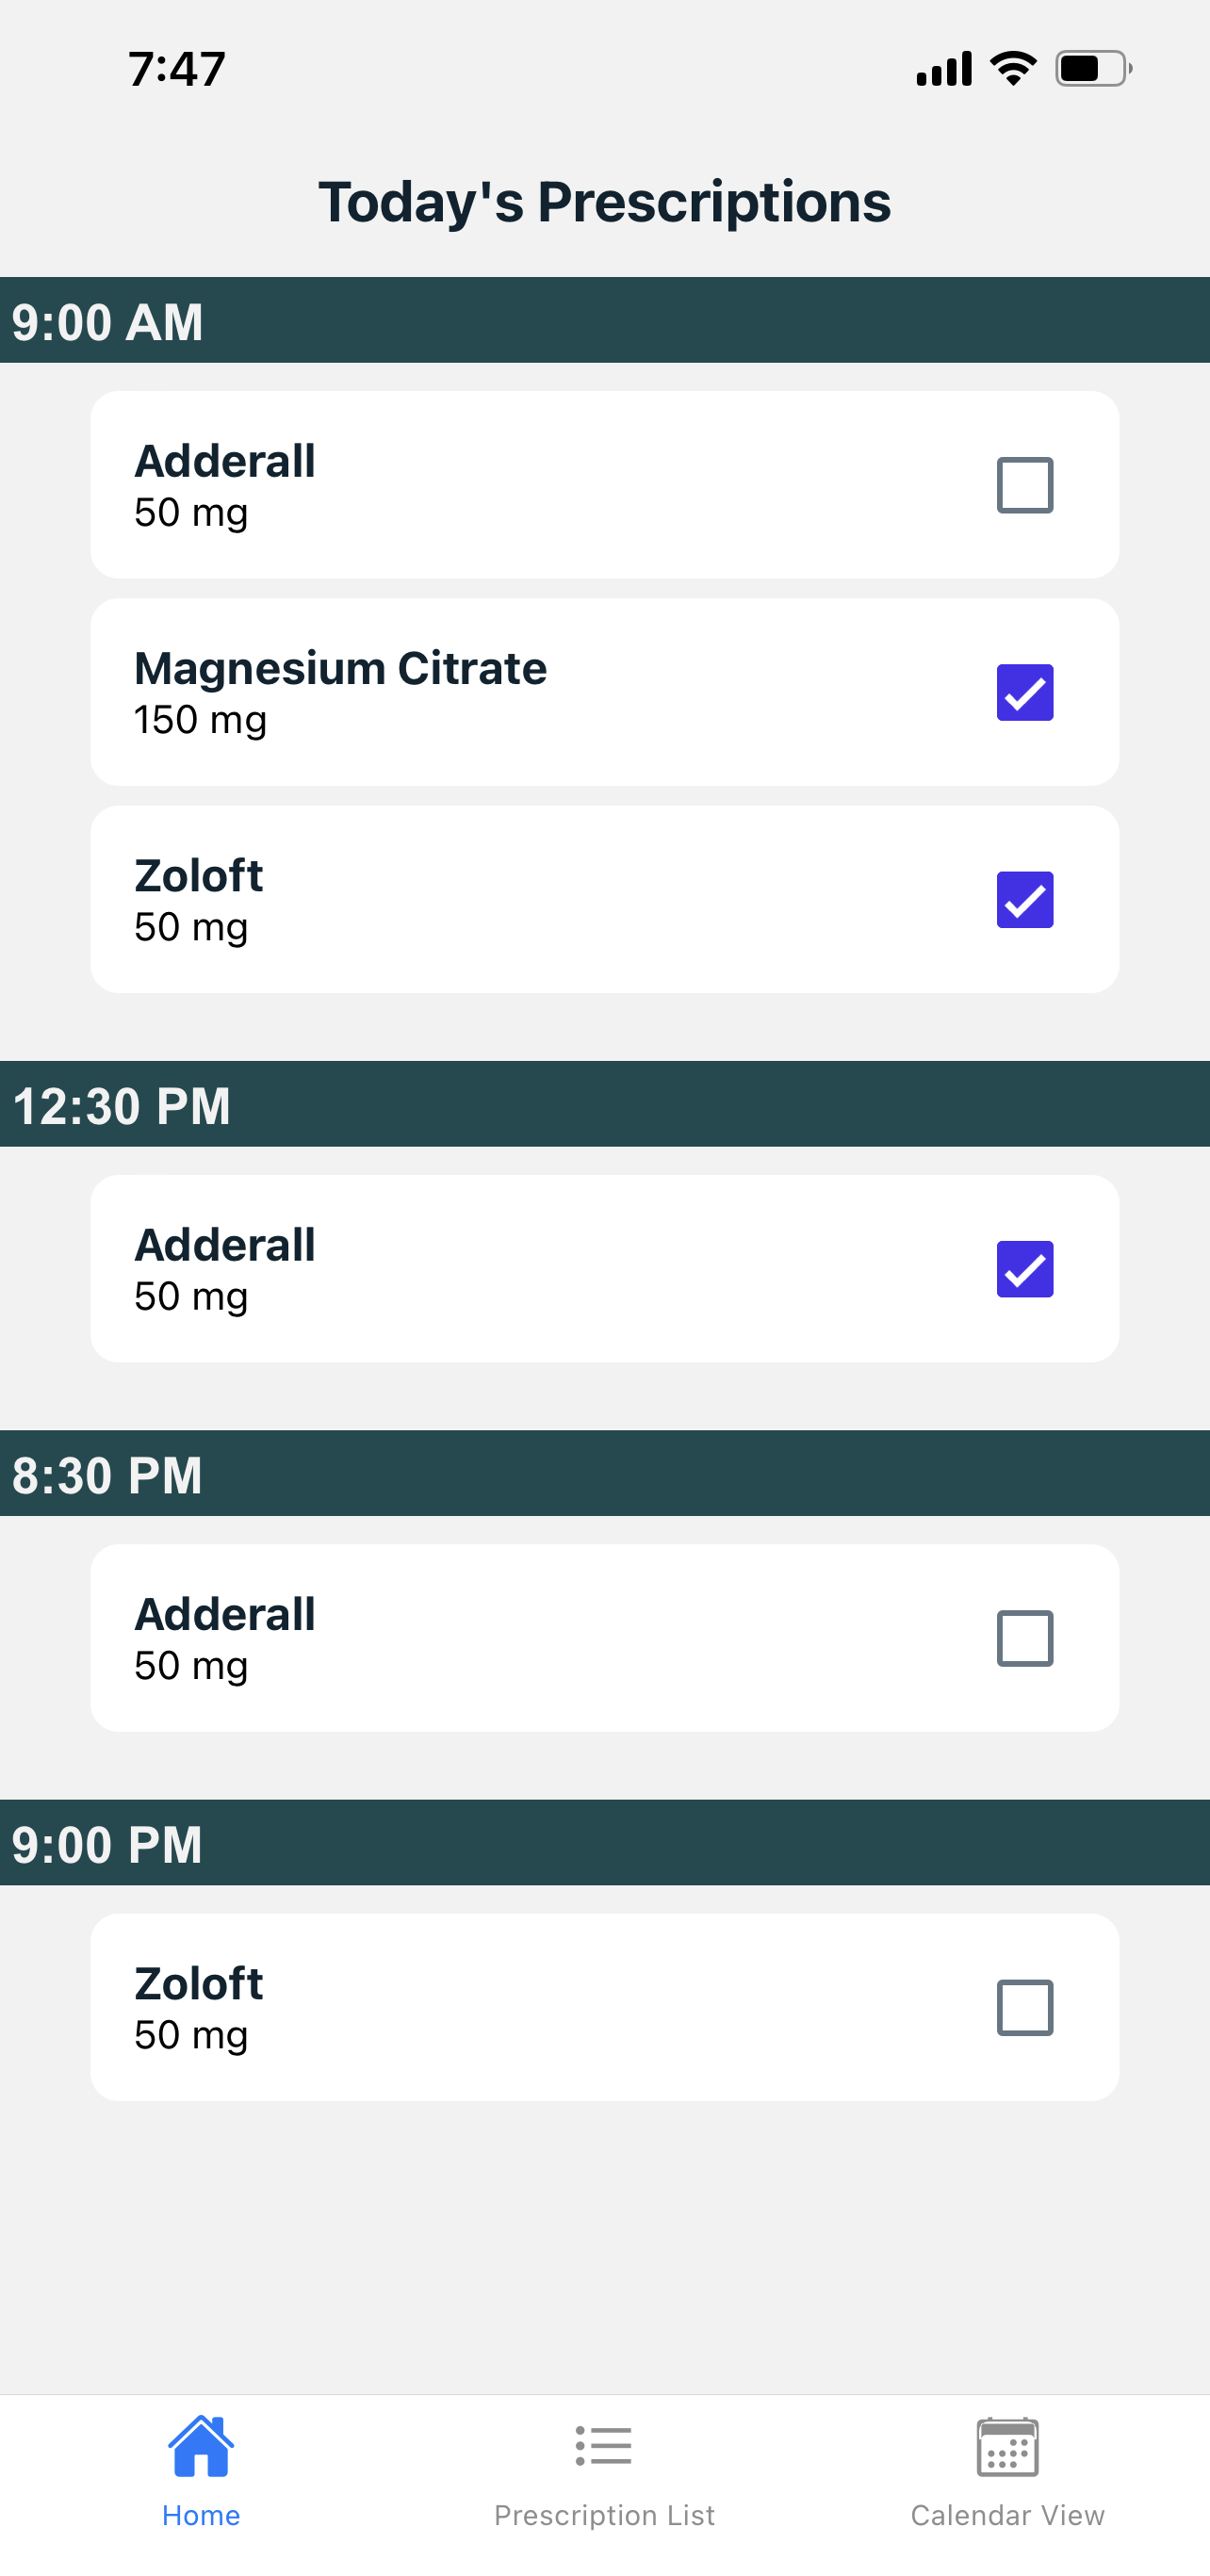 7:47
Today's Prescriptions
9:00 AM
Adderall
50 mg
Magnesium Citrate
150 mg
Zoloft
50 mg
12:30 PM
Adderall
50 mg
8:30 PM
Adderall
50 mg
9:00 PM
Zoloft
50 mg
Home
Prescription List
Calendar View